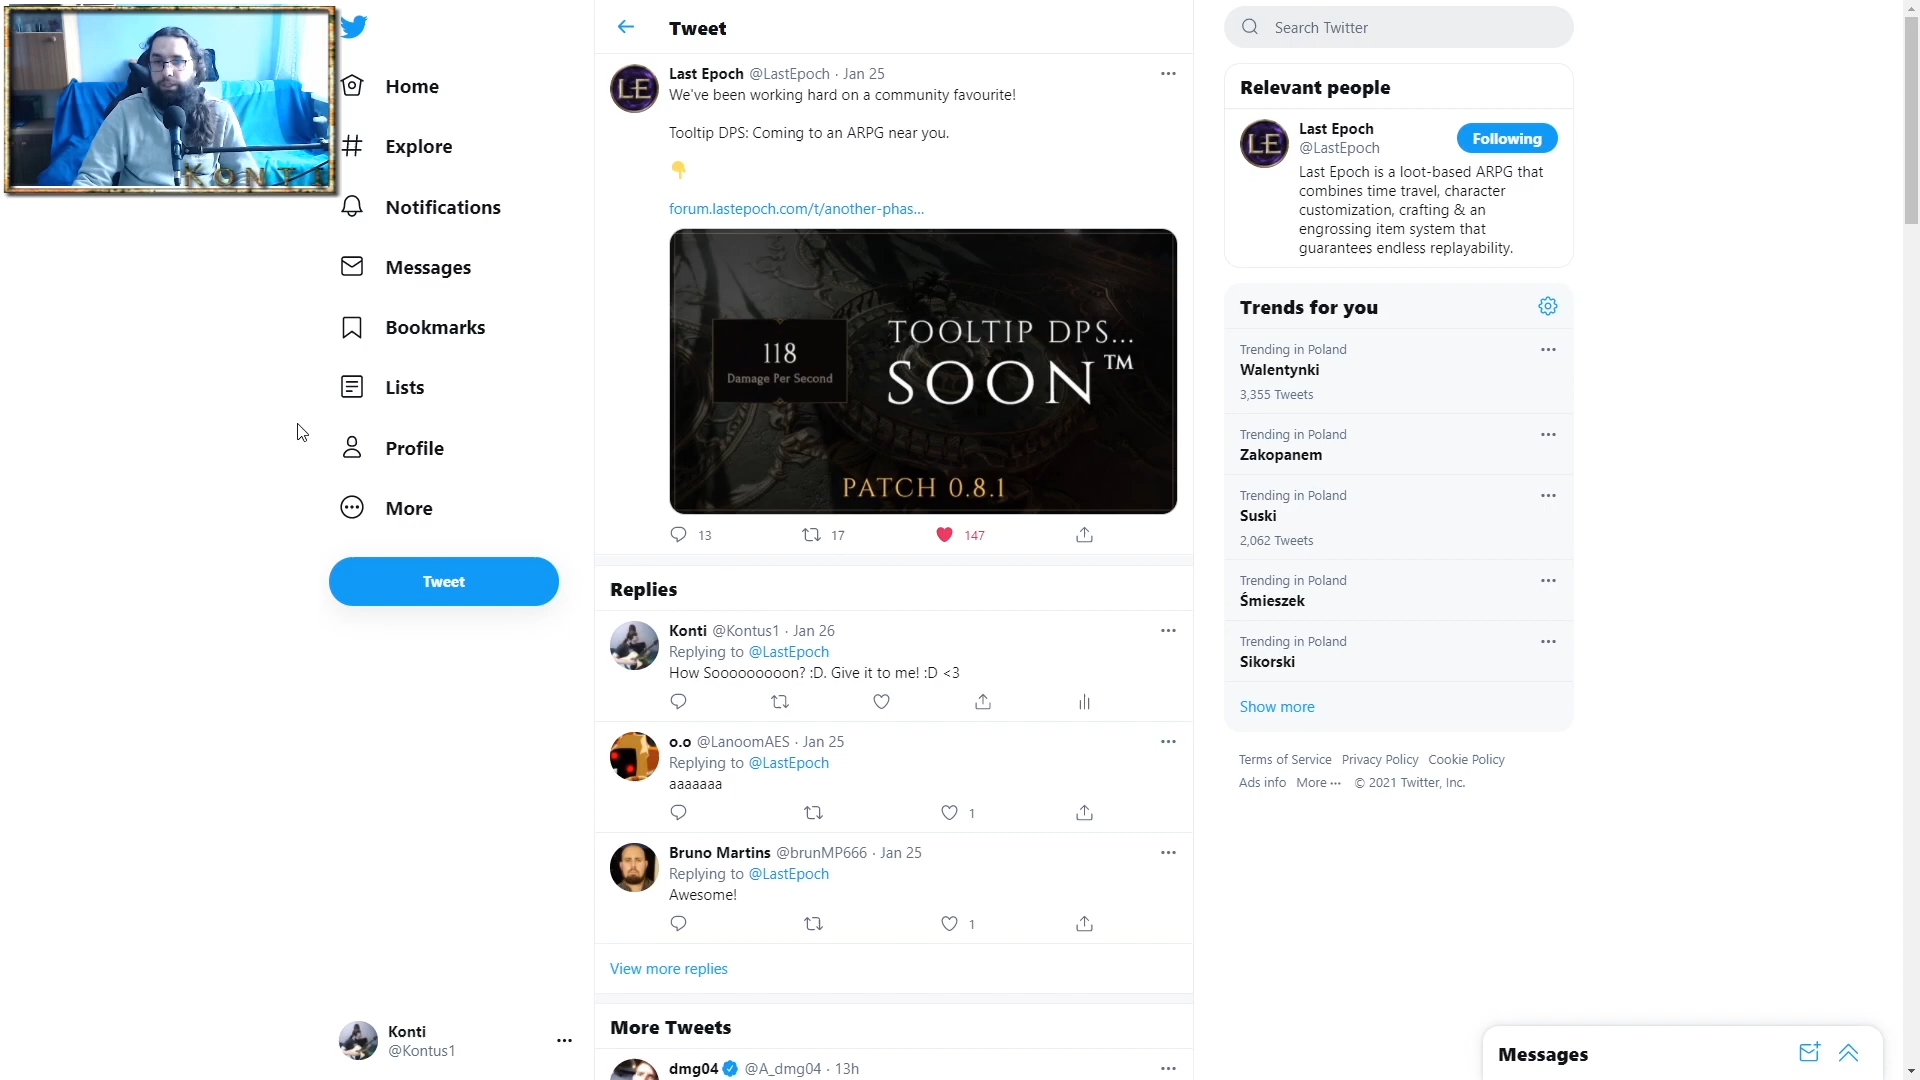 KONTI
Home
Explore
Notifications
Messages
Bookmarks
Lists
Profile
More
Tweet
Konti
@Kontus1
Tweet
LE
Last Epoch @LastEpoch · Jan 25
We've been working hard on a community favourite!
Tooltip DPS: Coming to an ARPG near you.
forum.lastepoch.com/t/another-phas...
118
Damage Per Second
TOOLTIP DPS...
SOON™
PATCH 0.8.1
13 17 147
Replies
Konti @Kontus1 · Jan 26
Replying to @LastEpoch
How Sooooooooon? :D. Give it to me! :D <3
o.o @LanoomAES · Jan 25
Replying to @LastEpoch
aaaaaaa
1
Bruno Martins @brunMP666 · Jan 25
Replying to @LastEpoch
Awesome!
1
View more replies
More Tweets
dmg04 @A_dmg04 · 13h
Search Twitter
Relevant people
LE
Last Epoch
@LastEpoch
Following
Last Epoch is a loot-based ARPG that
combines time travel, character
customization, crafting & an
engrossing item system that
guarantees endless replayability.
Trends for you
Trending in Poland
Walentynki
3,355 Tweets
Trending in Poland
Zakopanem
Trending in Poland
Suski
2,062 Tweets
Trending in Poland
Śmieszek
Trending in Poland
Sikorski
Show more
Terms of Service Privacy Policy Cookie Policy
Ads info More ··· © 2021 Twitter, Inc.
Messages